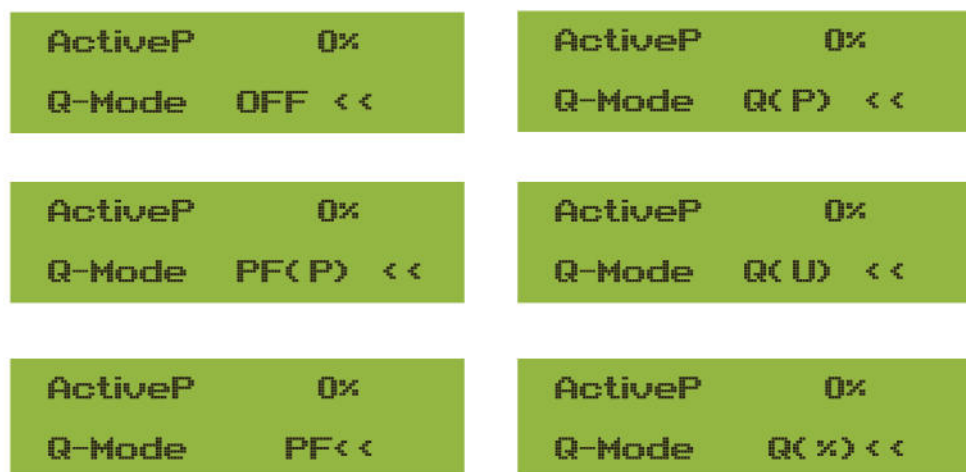 ActiveP 0%
Q-Mode OFF <<
ActiveP 0%
Q-Mode Q(P) <<
ActiveP 0%
Q-Mode PF(P) <<
ActiveP 0%
Q-Mode Q(U) <<
ActiveP 0%
Q-Mode PF<<
ActiveP 0%
Q-Mode Q(%)<<